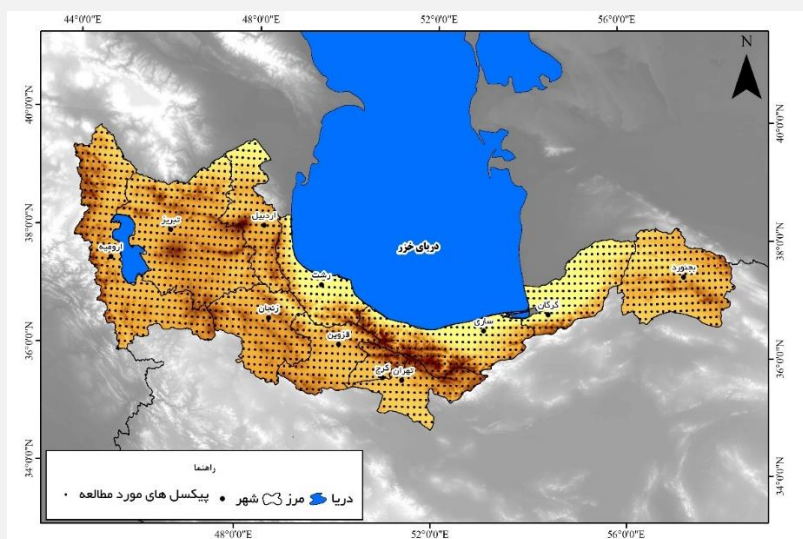 44°0'0"E 48°0'0"E 52°0'0"E 56°0'0"E
N
40°0'0"N 40°0'0"N
38°0'0"N 38°0'0"N
36°0'0"N 36°0'0"N
34°0'0"N 34°0'0"N
دریای خزر
تبریز
ارومیه
اردبیل
رشت
زنجان
قزوین
کرج
تهران
ساری
گرگان
بجنورد
راهنما
دریا مرز شهر پیکسل های مورد مطالعه
48°0'0"E 52°0'0"E 56°0'0"E